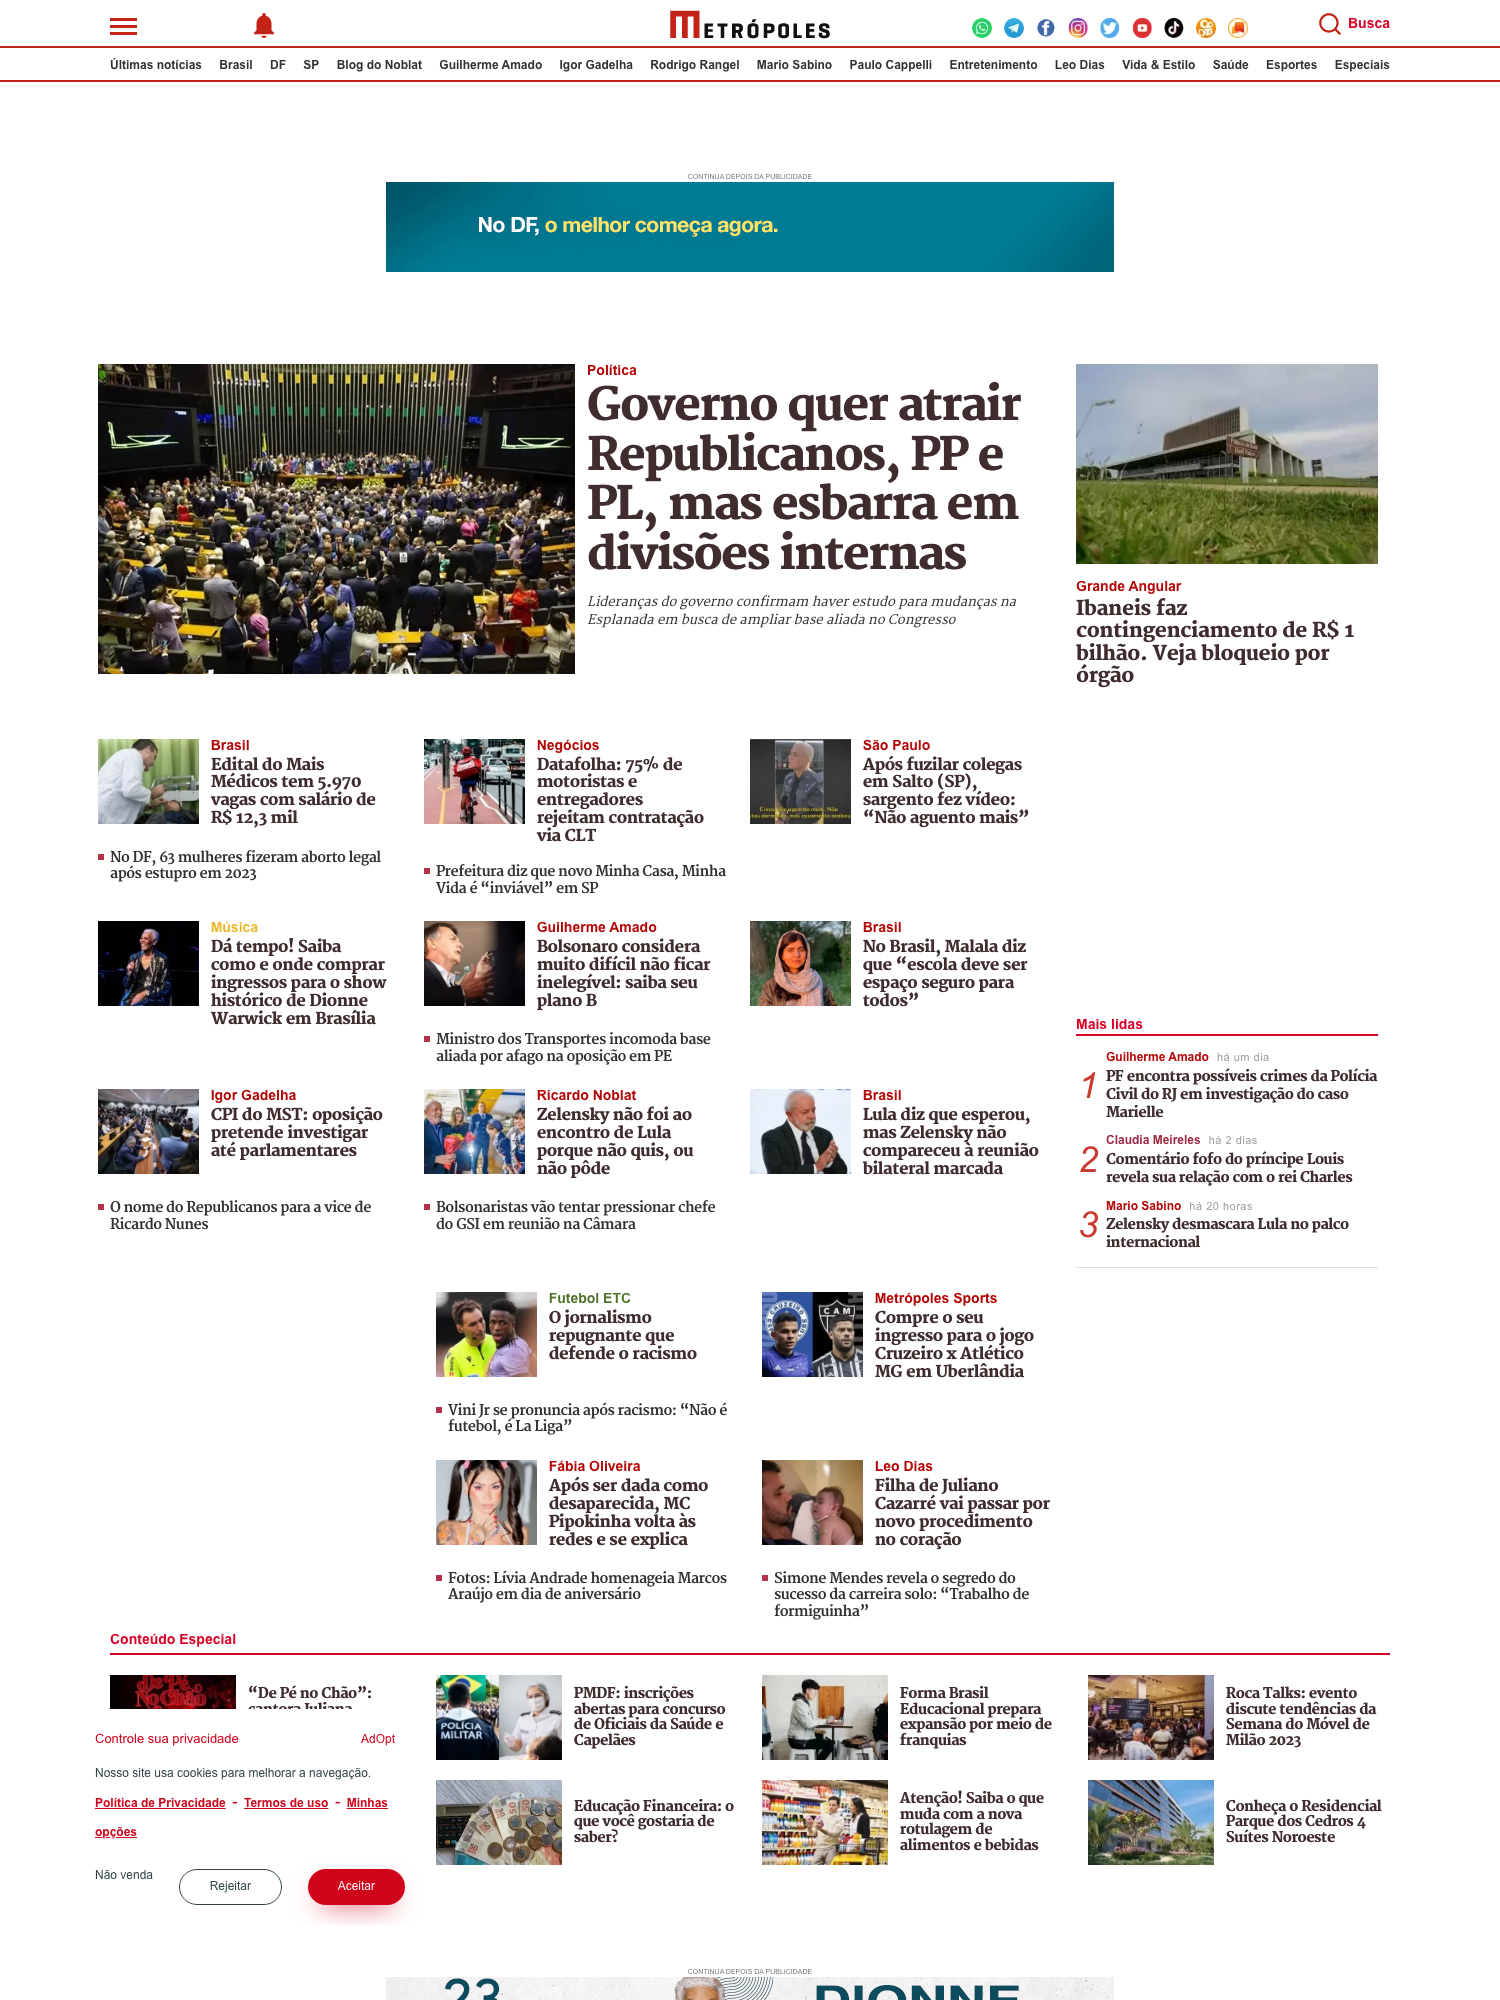 METRÓPOLES
Busca
Últimas notícias Brasil DF SP Blog do Noblat Guilherme Amado Igor Gadelha Rodrigo Rangel Mario Sabino Paulo Cappelli Entretenimento Leo Dias Vida & Estilo Saúde Esportes Especiais
CONTINUA DEPOIS DA PUBLICIDADE
No DF, o melhor começa agora.
Política
Governo quer atrair
Republicanos, PP e
PL, mas esbarra em
divisões internas
Lideranças do governo confirmam haver estudo para mudanças na
Esplanada em busca de ampliar base aliada no Congresso
Grande Angular
Ibaneis faz
contingenciamento de R$ 1
bilhão. Veja bloqueio por
órgão
Brasil
Edital do Mais
Médicos tem 5.970
vagas com salário de
R$ 12,3 mil
No DF, 63 mulheres fizeram aborto legal
após estupro em 2023
Negócios
Datafolha: 75% de
motoristas e
entregadores
rejeitam contratação
via CLT
Prefeitura diz que novo Minha Casa, Minha
Vida é “inviável” em SP
São Paulo
Após fuzilar colegas
em Salto (SP),
sargento fez vídeo:
“Não aguento mais”
Música
Dá tempo! Saiba
como e onde comprar
ingressos para o show
histórico de Dionne
Warwick em Brasília
Guilherme Amado
Bolsonaro considera
muito difícil não ficar
inelegível: saiba seu
plano B
Ministro dos Transportes incomoda base
aliada por afago na oposição em PE
Brasil
No Brasil, Malala diz
que “escola deve ser
espaço seguro para
todos”
Igor Gadelha
CPI do MST: oposição
pretende investigar
até parlamentares
O nome do Republicanos para a vice de
Ricardo Nunes
Ricardo Noblat
Zelensky não foi ao
encontro de Lula
porque não quis, ou
não pôde
Bolsonaristas vão tentar pressionar chefe
do GSI em reunião na Câmara
Brasil
Lula diz que esperou,
mas Zelensky não
compareceu à reunião
bilateral marcada
Mais lidas
Guilherme Amado há um dia
1
PF encontra possíveis crimes da Polícia
Civil do RJ em investigação do caso
Marielle
Claudia Meireles há 2 dias
2
Comentário fofo do príncipe Louis
revela sua relação com o rei Charles
Mario Sabino há 20 horas
3
Zelensky desmascara Lula no palco
internacional
Futebol ETC
O jornalismo
repugnante que
defende o racismo
Vini Jr se pronuncia após racismo: “Não é
futebol, é La Liga”
CRUZEIRO
CAM
Metrópoles Sports
Compre o seu
ingresso para o jogo
Cruzeiro x Atlético
MG em Uberlândia
Fábia Oliveira
Após ser dada como
desaparecida, MC
Pipokinha volta às
redes e se explica
Fotos: Lívia Andrade homenageia Marcos
Araújo em dia de aniversário
Leo Dias
Filha de Juliano
Cazarré vai passar por
novo procedimento
no coração
Simone Mendes revela o segredo do
sucesso da carreira solo: “Trabalho de
formiguinha”
Conteúdo Especial
De Pé
No Chão
“De Pé no Chão”:
cantora Juliana
POLÍCIA
MILITAR
PMDF: inscrições
abertas para concurso
de Oficiais da Saúde e
Capelães
Forma Brasil
Educacional prepara
expansão por meio de
franquias
Roca Talks: evento
discute tendências da
Semana do Móvel de
Milão 2023
Educação Financeira: o
que você gostaria de
saber?
Atenção! Saiba o que
muda com a nova
rotulagem de
alimentos e bebidas
Conheça o Residencial
Parque dos Cedros 4
Suítes Noroeste
Controle sua privacidade AdOpt
Nosso site usa cookies para melhorar a navegação.
Política de Privacidade - Termos de uso - Minhas
opções
Não venda Rejeitar Aceitar
CONTINUA DEPOIS DA PUBLICIDADE
23 DIONNE